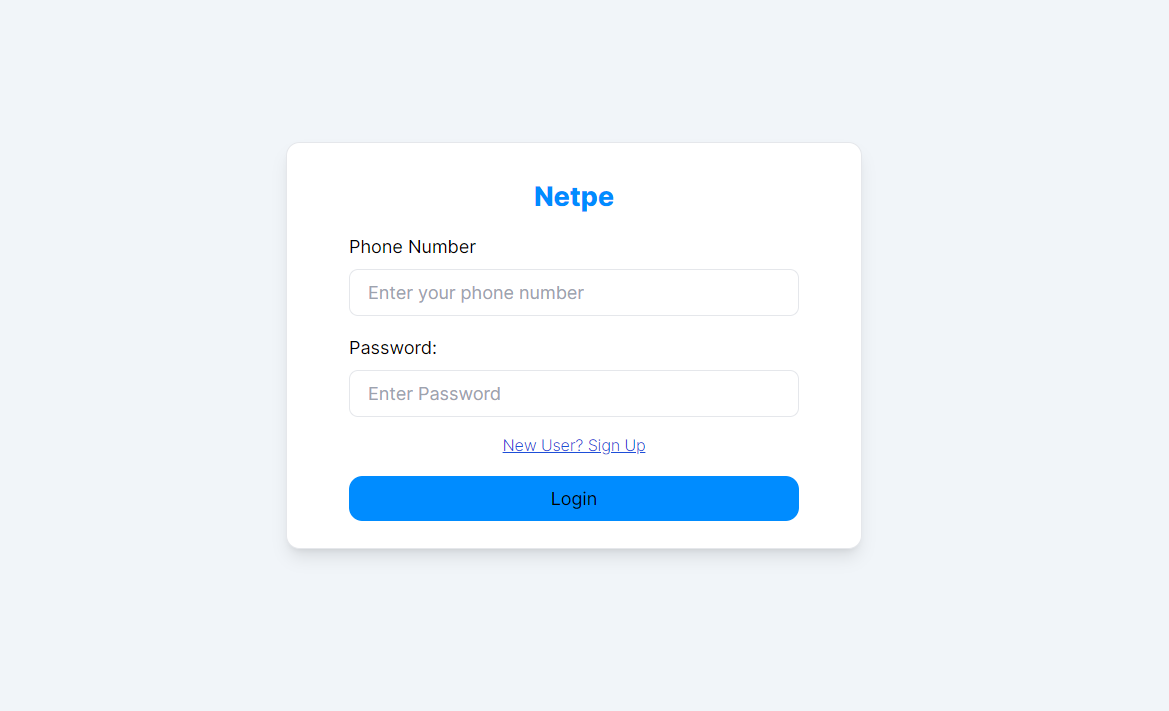 Netpe
Phone Number
Enter your phone number
Password:
Enter Password
New User? Sign Up
Login